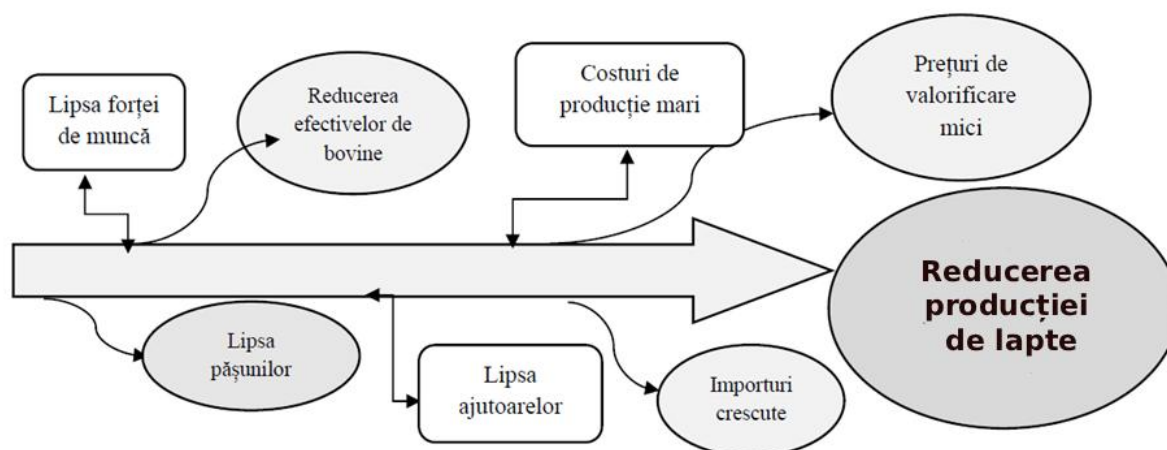 Lipsa forței
de muncă
Reducerea
efectivelor de
bovine
Costuri de
producție mari
Prețuri de
valorificare
mici
Reducerea
producției
de lapte
Lipsa
pășunilor
Lipsa
ajutoarelor
Importuri
crescute